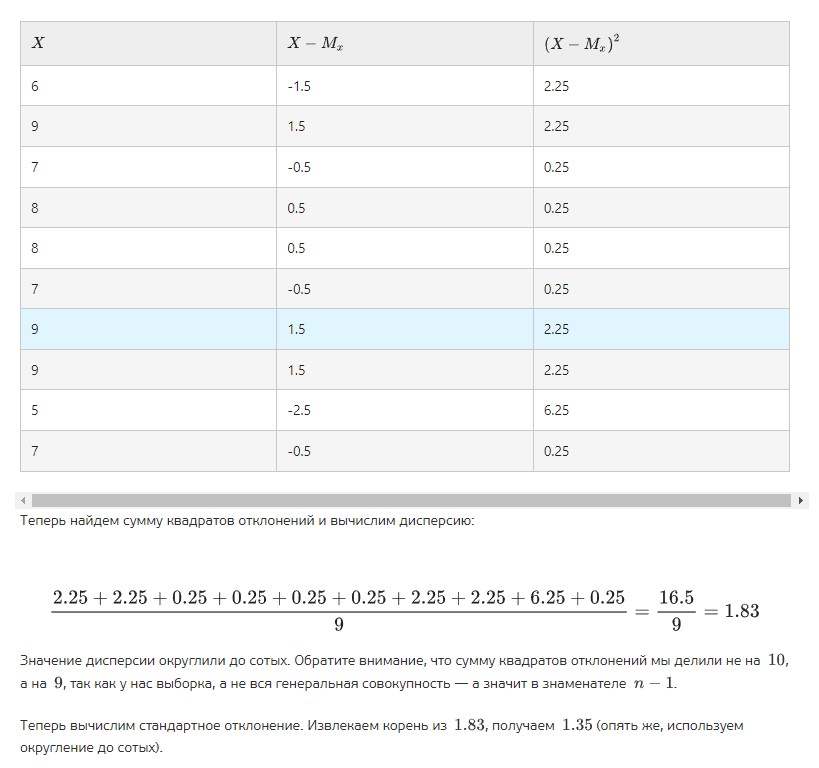 X X − Mₓ (X − Mₓ)²
6 -1.5 2.25
9 1.5 2.25
7 -0.5 0.25
8 0.5 0.25
8 0.5 0.25
7 -0.5 0.25
9 1.5 2.25
9 1.5 2.25
5 -2.5 6.25
7 -0.5 0.25
Теперь найдем сумму квадратов отклонений и вычислим дисперсию:
2.25 + 2.25 + 0.25 + 0.25 + 0.25 + 0.25 + 2.25 + 2.25 + 6.25 + 0.25
9
=
16.5
9
= 1.83
Значение дисперсии округлили до сотых. Обратите внимание, что сумму квадратов отклонений мы делили не на 10,
а на 9, так как у нас выборка, а не вся генеральная совокупность — а значит в знаменателе n − 1.
Теперь вычислим стандартное отклонение. Извлекаем корень из 1.83, получаем 1.35 (опять же, используем
округление до сотых).